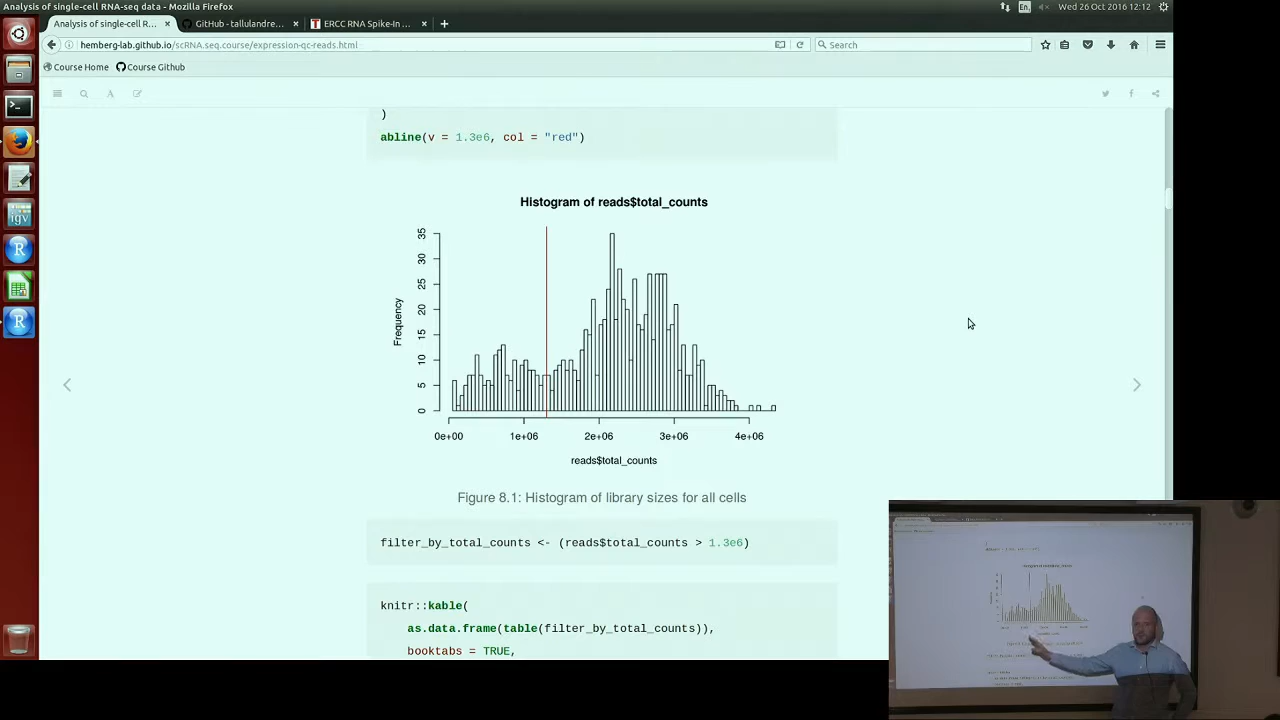 Analysis of single-cell RNA-seq data - Mozilla Firefox
En
Wed 26 Oct 2016 12:12
Analysis of single-cell R... ×
GitHub - tallulandre... ×
ERCC RNA Spike-In ... ×
hemberg-lab.github.io/scRNA.seq.course/expression-qc-reads.html
Search
Course Home
Course Github
)
abline(v = 1.3e6, col = "red")
Histogram of reads$total_counts
Frequency
35
30
25
20
15
10
5
0
0e+00 1e+06 2e+06 3e+06 4e+06
reads$total_counts
Figure 8.1: Histogram of library sizes for all cells
filter_by_total_counts <- (reads$total_counts > 1.3e6)
knitr::kable(
as.data.frame(table(filter_by_total_counts)),
booktabs = TRUE,
igv
R
R